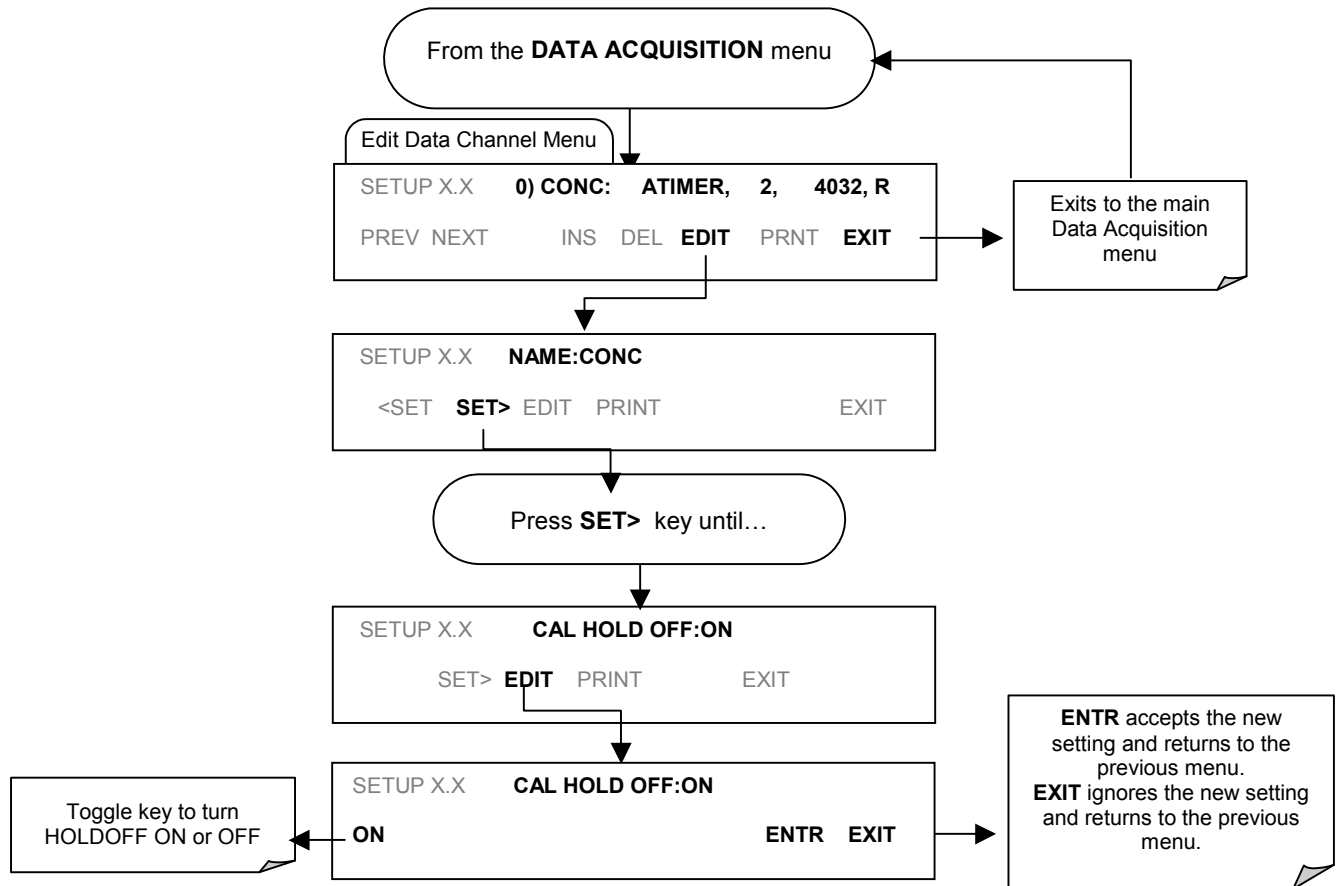 From the DATA ACQUISITION menu
Edit Data Channel Menu
SETUP X.X 0) CONC: ATIMER, 2, 4032, R
PREV NEXT INS DEL EDIT PRNT EXIT
Exits to the main
Data Acquisition
menu
SETUP X.X NAME:CONC
<SET SET> EDIT PRINT EXIT
Press SET> key until…
SETUP X.X CAL HOLD OFF:ON
SET> EDIT PRINT EXIT
SETUP X.X CAL HOLD OFF:ON
ON ENTR EXIT
Toggle key to turn
HOLDOFF ON or OFF
ENTR accepts the new
setting and returns to the
previous menu.
EXIT ignores the new setting
and returns to the previous
menu.